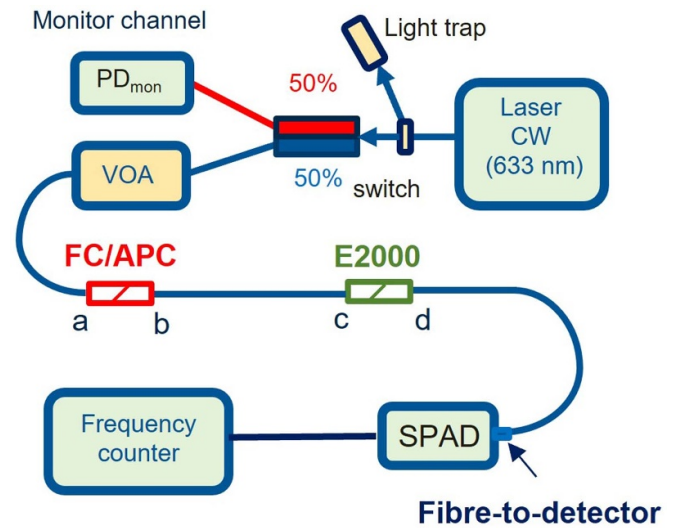 Monitor channel
Light trap
PDmon
50%
Laser
CW
(633 nm)
VOA
50%
switch
FC/APC
E2000
a
b
c
d
Frequency
counter
SPAD
Fibre-to-detector